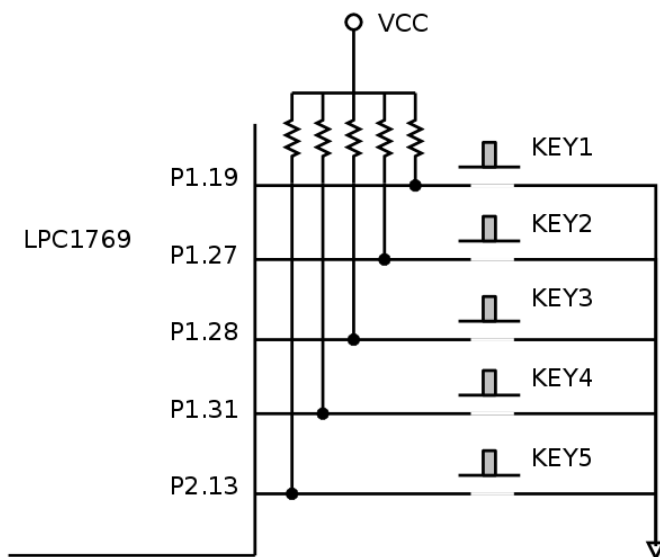 VCC
KEY1
P1.19
KEY2
LPC1769
P1.27
KEY3
P1.28
KEY4
P1.31
KEY5
P2.13